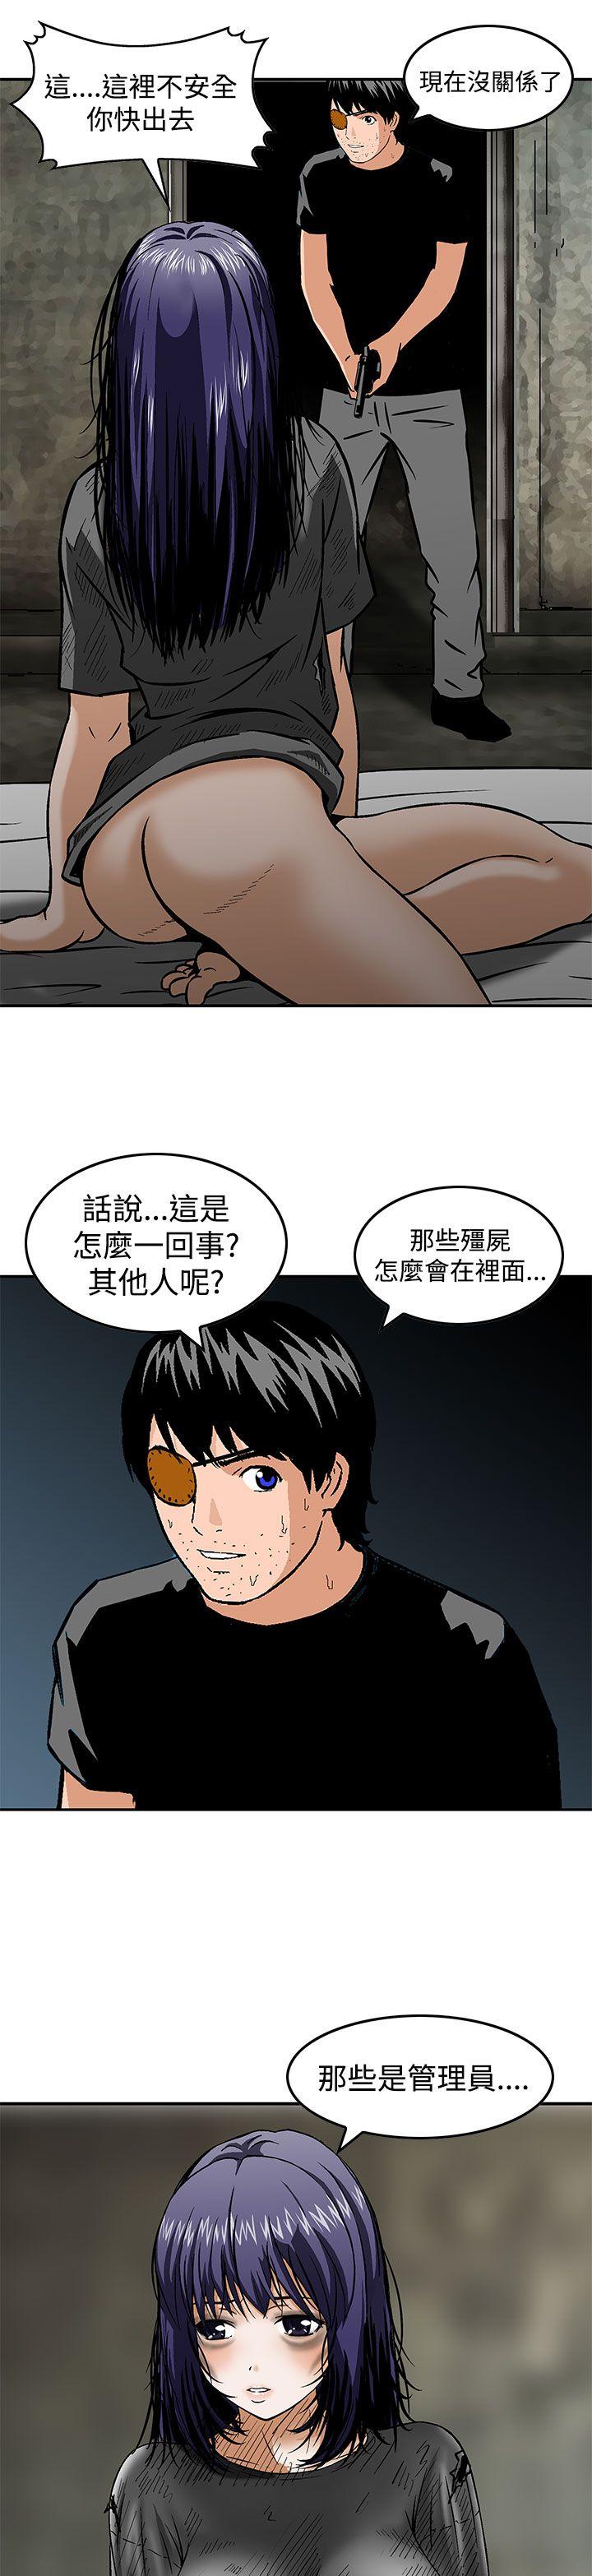 這....這裡不安全
你快出去
現在沒關係了
話說...這是
怎麼一回事?
其他人呢?
那些殭屍
怎麼會在裡面...
那些是管理員....